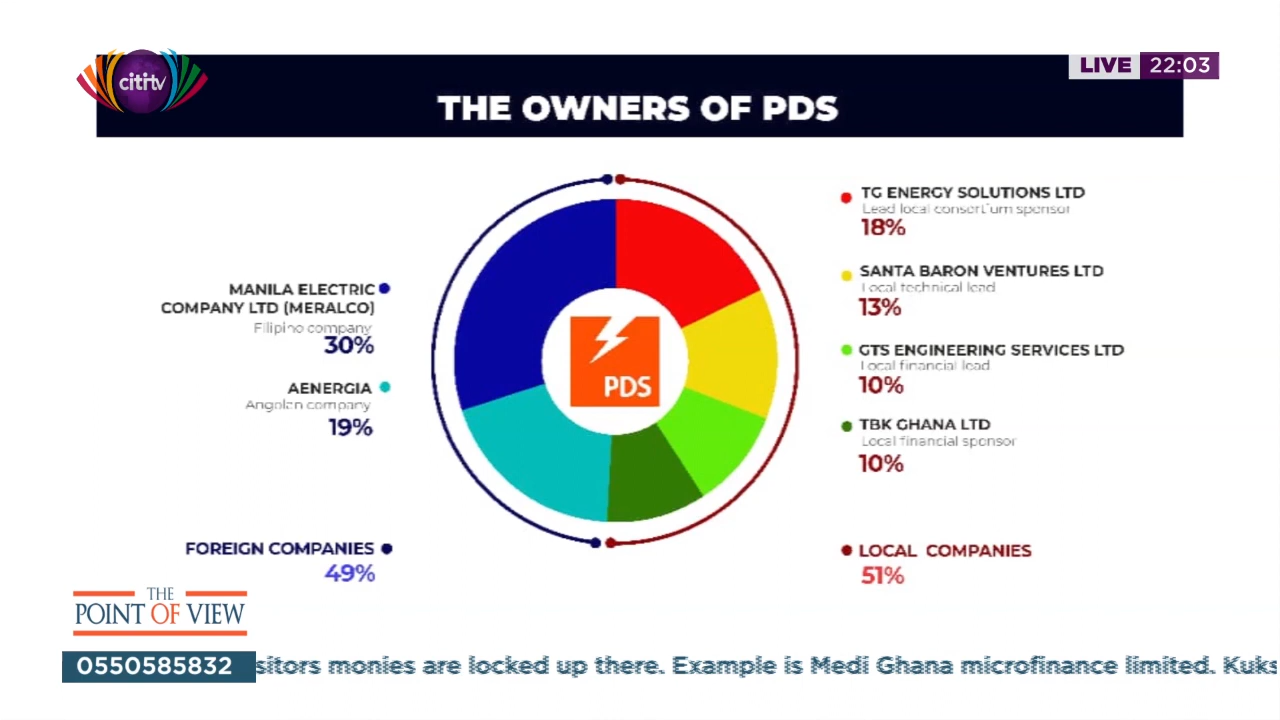 cititv
LIVE 22:03
THE OWNERS OF PDS
MANILA ELECTRIC
COMPANY LTD (MERALCO)
Filipino company
30%
AENERGIA
Angolan company
19%
FOREIGN COMPANIES
49%
PDS
TG ENERGY SOLUTIONS LTD
Lead local consortium sponsor
18%
SANTA BARON VENTURES LTD
Local technical lead
13%
GTS ENGINEERING SERVICES LTD
Local financial lead
10%
TBK GHANA LTD
Local financial sponsor
10%
LOCAL COMPANIES
51%
THE
POINT OF VIEW
0550585832 sitors monies are locked up there. Example is Medi Ghana microfinance limited. Kuks